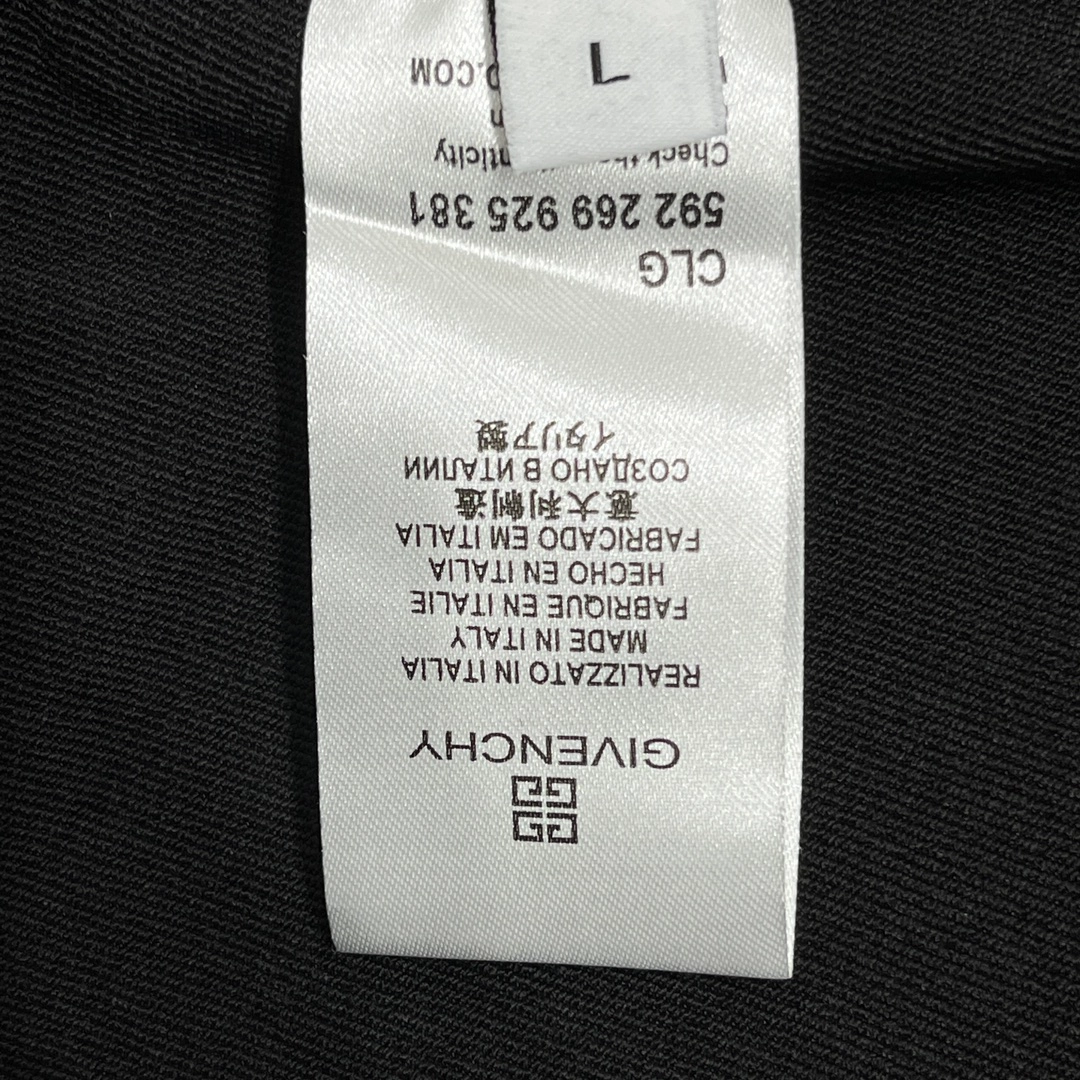 GIVENCHY
REALIZZATO IN ITALIA
MADE IN ITALY
FABRIQUE EN ITALIE
HECHO EN ITALIA
FABRICADO EM ITALIA
意大利制造
СОЗДАНО В ИТАЛИИ
イタリア製
CLG
592 269 925 381
Check
.COM
L